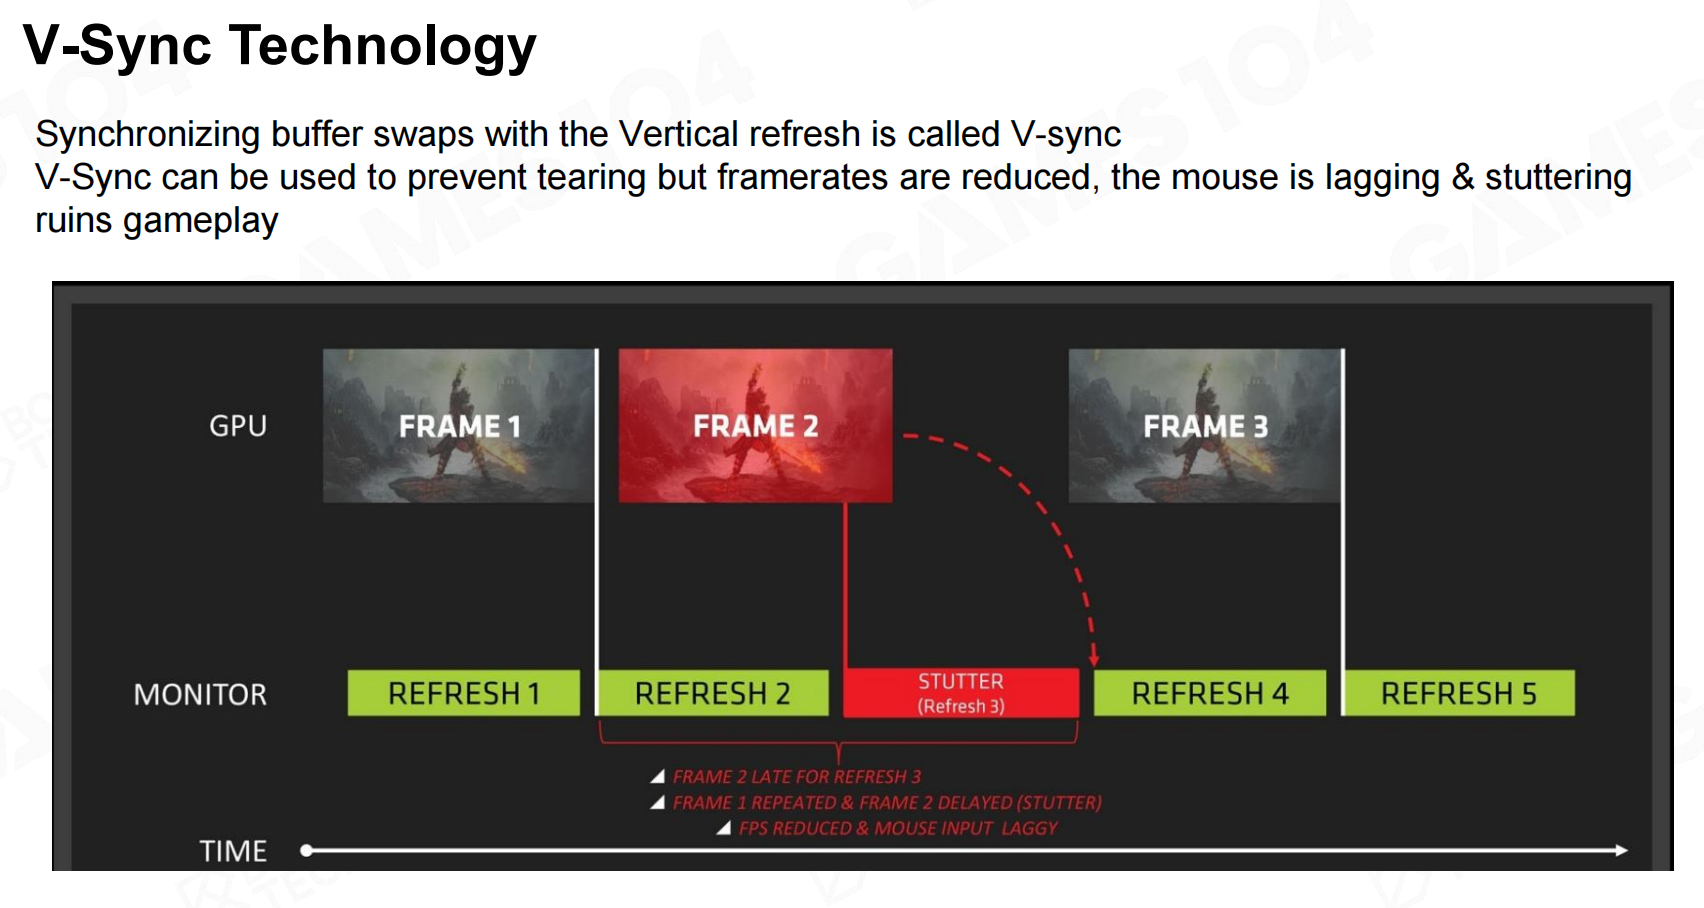 V-Sync Technology
Synchronizing buffer swaps with the Vertical refresh is called V-sync
V-Sync can be used to prevent tearing but framerates are reduced, the mouse is lagging & stuttering
ruins gameplay
GPU
FRAME 1
FRAME 2
FRAME 3
MONITOR
REFRESH 1
REFRESH 2
STUTTER
(Refresh 3)
REFRESH 4
REFRESH 5
FRAME 2 LATE FOR REFRESH 3
FRAME 1 REPEATED & FRAME 2 DELAYED (STUTTER)
FPS REDUCED & MOUSE INPUT LAGGY
TIME
GAMES104